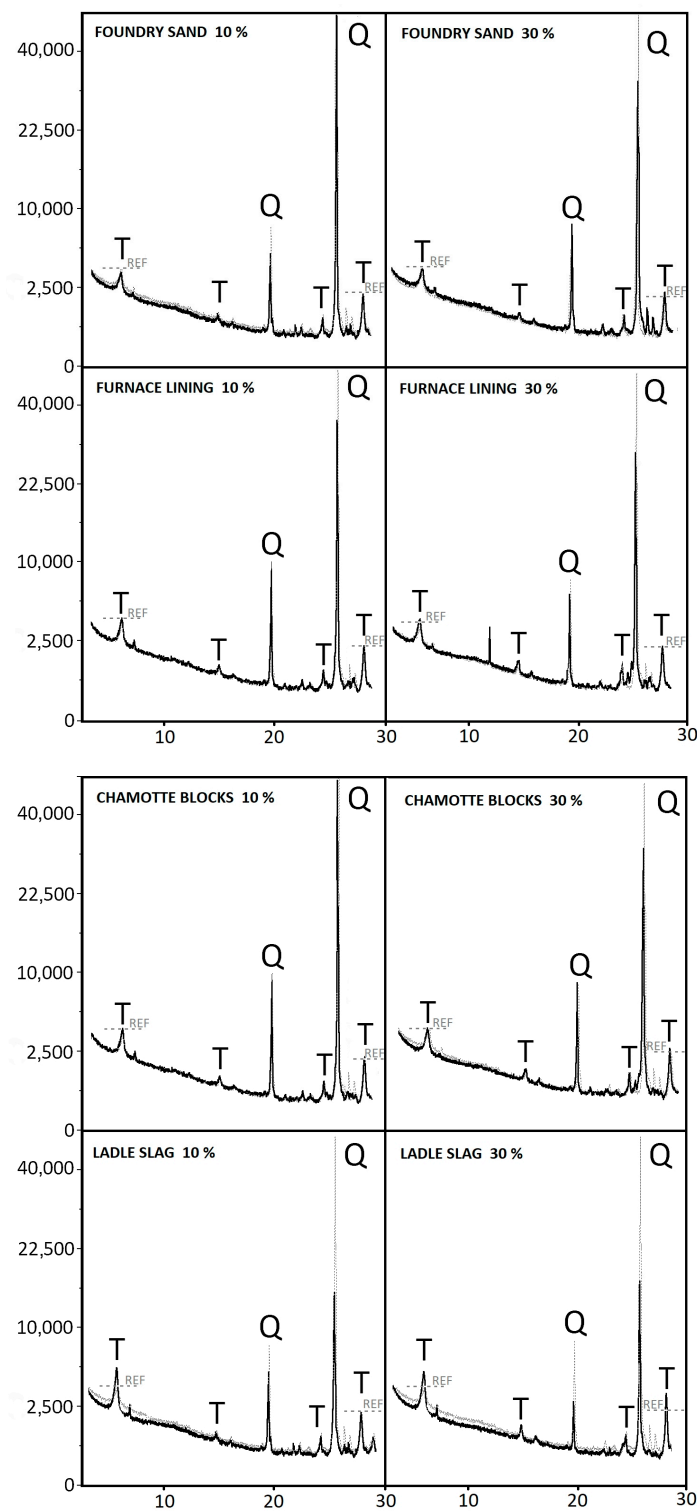 FOUNDRY SAND 10 %
Q
FOUNDRY SAND 30 %
Q
40,000
22,500
10,000
2,500
0
Q
T
REF
T
T
T
REF
Q
T
REF
T
T
T
REF
FURNACE LINING 10 %
Q
FURNACE LINING 30 %
Q
40,000
22,500
10,000
2,500
0
Q
T
REF
T
T
T
REF
Q
T
REF
T
T
T
REF
10
20
30
10
20
30
CHAMOTTE BLOCKS 10 %
Q
CHAMOTTE BLOCKS 30 %
Q
40,000
22,500
10,000
2,500
0
Q
T
REF
T
T
T
REF
Q
T
REF
T
T
T
REF
LADLE SLAG 10 %
Q
LADLE SLAG 30 %
Q
40,000
22,500
10,000
2,500
0
Q
T
REF
T
T
T
REF
Q
T
REF
T
T
T
REF
10
20
30
10
20
30